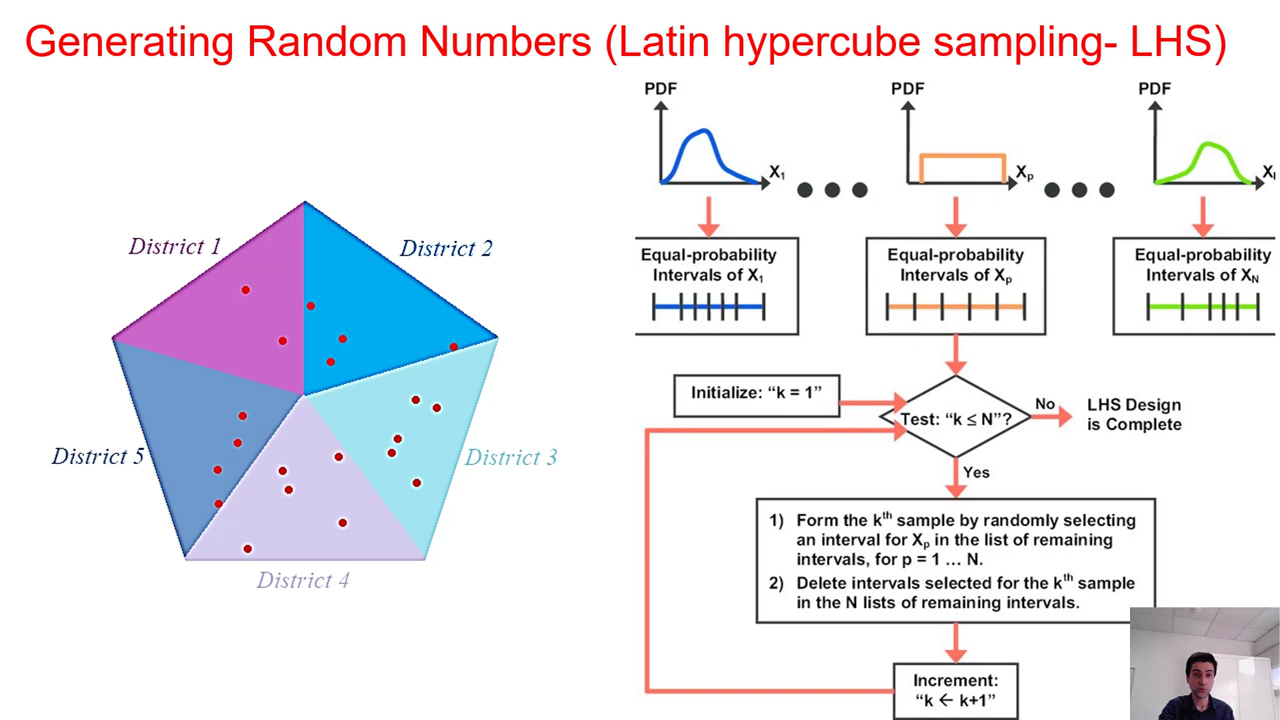 Generating Random Numbers (Latin hypercube sampling- LHS)
District 1
District 2
District 3
District 4
District 5
PDF
X₁
PDF
Xₚ
PDF
X
Equal-probability
Intervals of X₁
Equal-probability
Intervals of Xₚ
Equal-probability
Intervals of X_N
Initialize: “k = 1”
Test: “k ≤ N”?
No
LHS Design
is Complete
Yes
1) Form the kᵗʰ sample by randomly selecting
an interval for Xₚ in the list of remaining
intervals, for p = 1 … N.
2) Delete intervals selected for the kᵗʰ sample
in the N lists of remaining intervals.
Increment:
“k ← k+1”